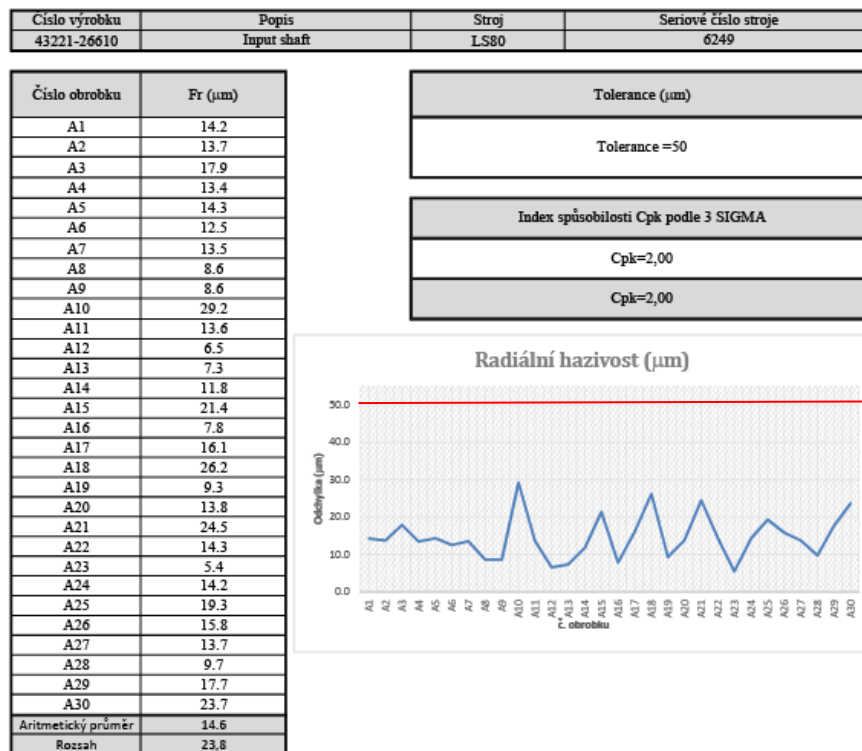 Číslo výrobku Popis Stroj Seriové číslo stroje
43221-26610 Input shaft LS80 6249
Číslo obrobku Fr (μm)
A1 14.2
A2 13.7
A3 17.9
A4 13.4
A5 14.3
A6 12.5
A7 13.5
A8 8.6
A9 8.6
A10 29.2
A11 13.6
A12 6.5
A13 7.3
A14 11.8
A15 21.4
A16 7.8
A17 16.1
A18 26.2
A19 9.3
A20 13.8
A21 24.5
A22 14.3
A23 5.4
A24 14.2
A25 19.3
A26 15.8
A27 13.7
A28 9.7
A29 17.7
A30 23.7
Aritmetický průměr 14.6
Rozsah 23,8
Tolerance (μm)
Tolerance =50
Index spůsobilosti Cpk podle 3 SIGMA
Cpk=2,00
Cpk=2,00
Radiální hazivost (μm)
Odchylka (μm)
50.0
40.0
30.0
20.0
10.0
0.0
A1 A2 A3 A4 A5 A6 A7 A8 A9 A10 A11 A12 A13 A14 A15 A16 A17 A18 A19 A20 A21 A22 A23 A24 A25 A26 A27 A28 A29 A30
č. obrobku